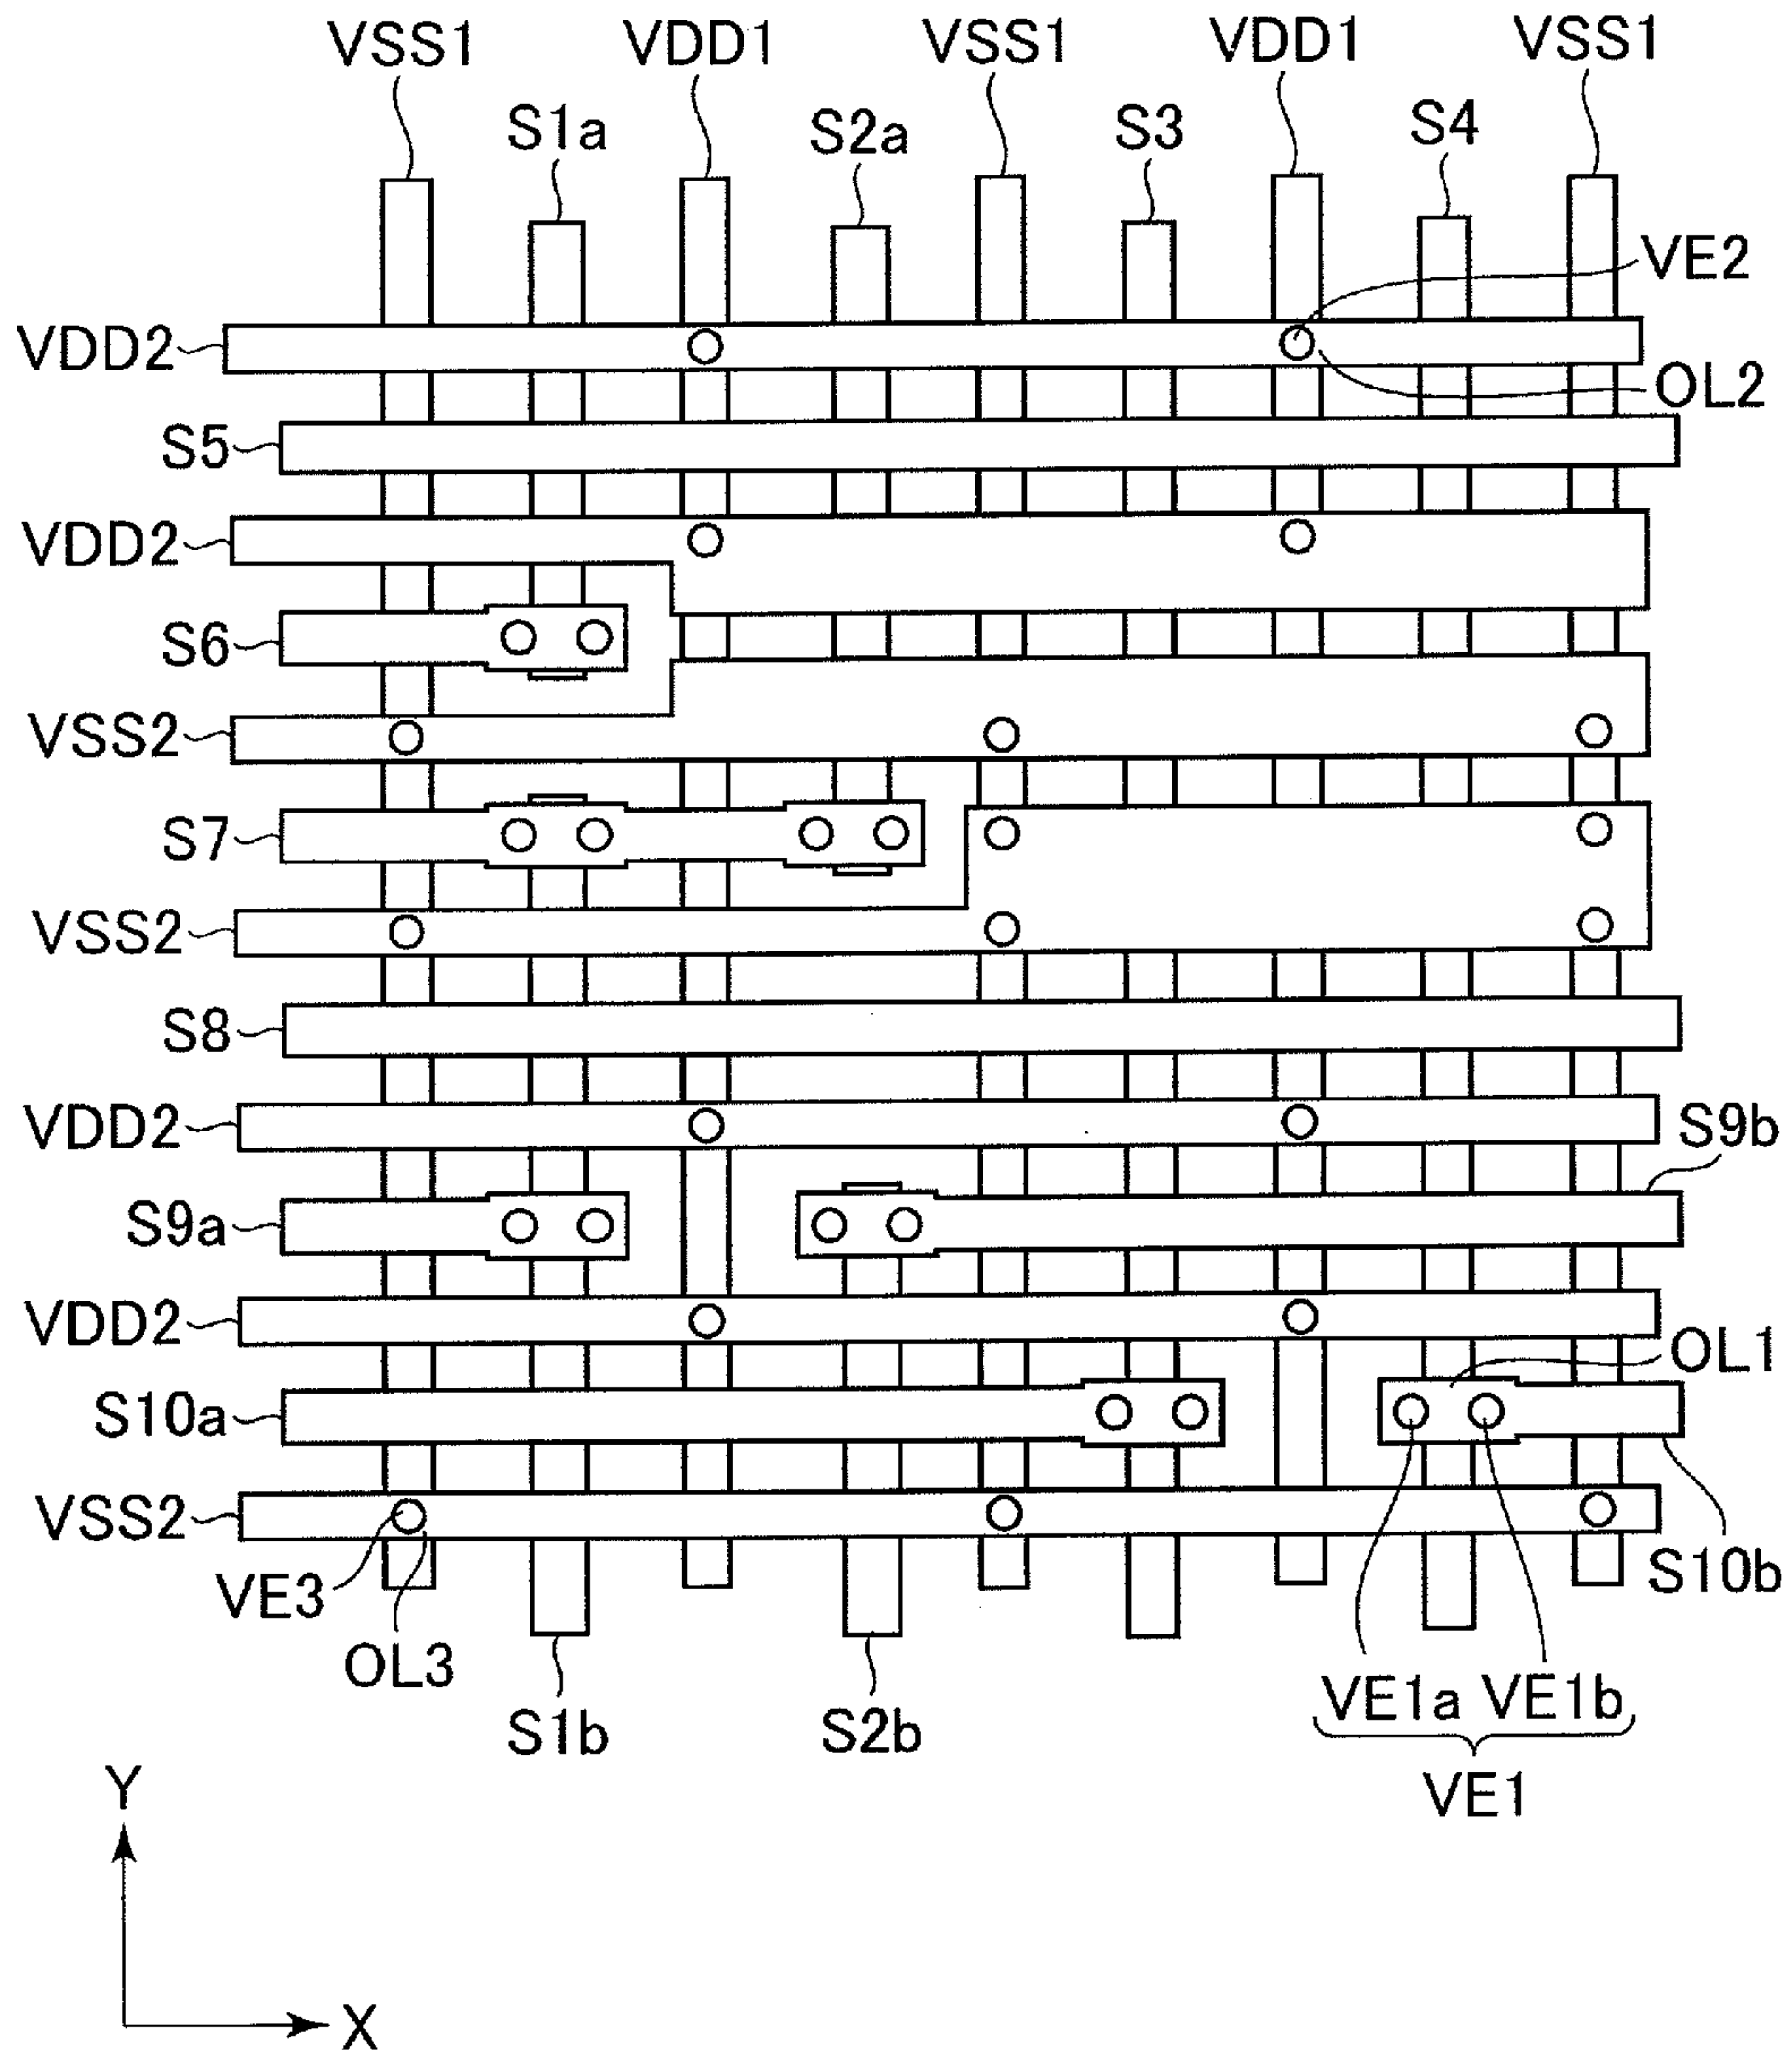 VSS1 VDD1 VSS1 VDD1 VSS1
S1a S2a S3 S4
VE2
VDD2
OL2
S5
VDD2
S6
VSS2
S7
VSS2
S8
VDD2
S9b
S9a
VDD2
OL1
S10a
VSS2
S10b
VE3
OL3
VE1a VE1b
S1b S2b
VE1
Y
X